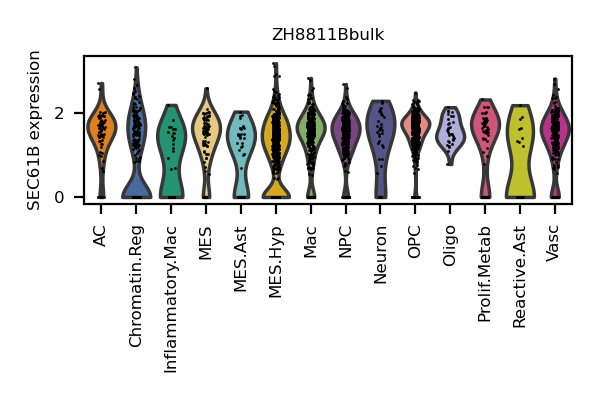 ZH8811Bbulk
SEC61B expression
2
0
AC
Chromatin.Reg
Inflammatory.Mac
MES
MES.Ast
MES.Hyp
Mac
NPC
Neuron
OPC
Oligo
Prolif.Metab
Reactive.Ast
Vasc